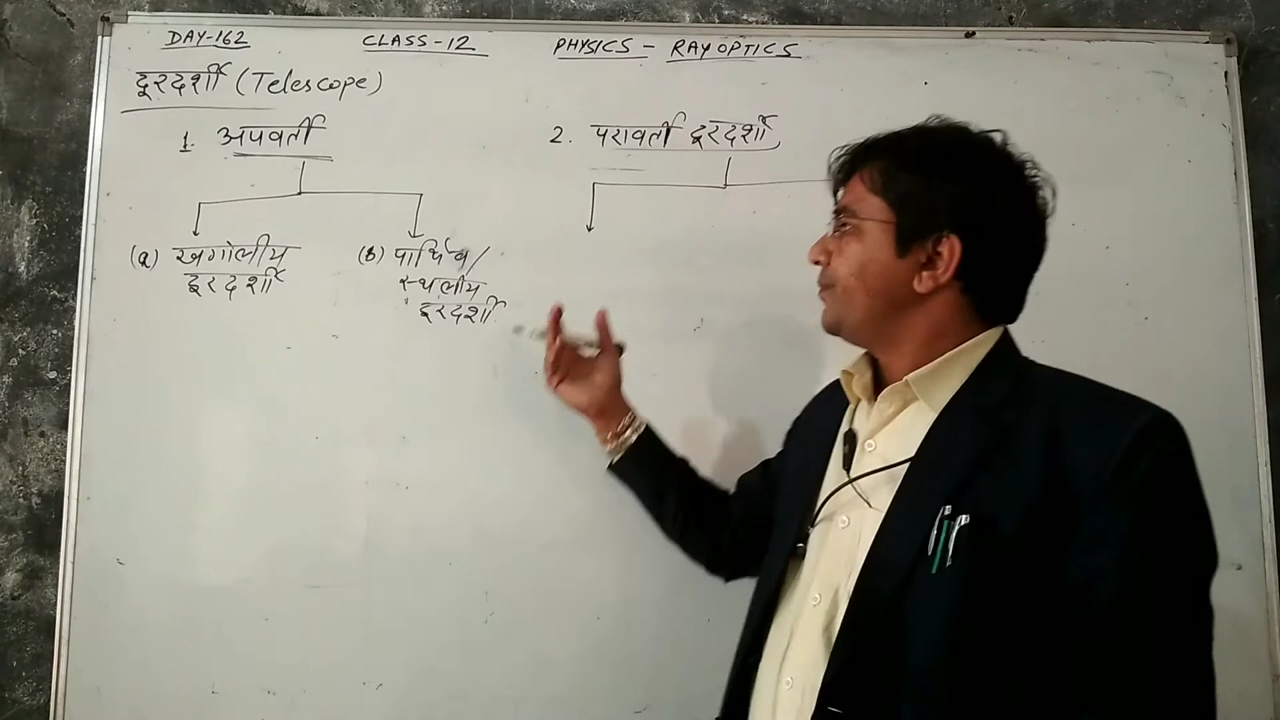 DAY-162 CLASS-12 PHYSICS - RAY OPTICS
दूरदर्शी (Telescope)
1. अपवर्ती
2. परावर्ती दूरदर्शी
(a) खगोलीय
दूरदर्शी
(b) पार्थिव/
स्थलीय
दूरदर्शी